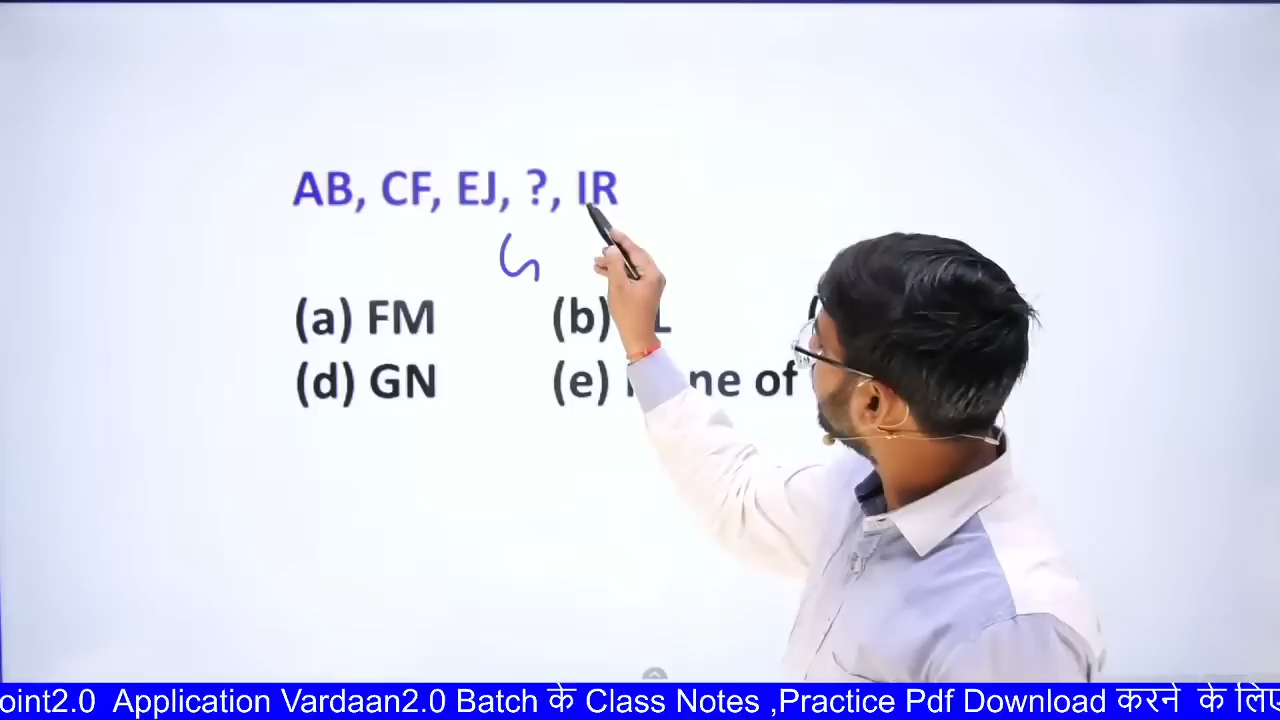 AB, CF, EJ, ?, IR
G
(a) FM (b)
(d) GN (e) of
oint2.0 Application Vardaan2.0 Batch के Class Notes ,Practice Pdf Download करने के लिए